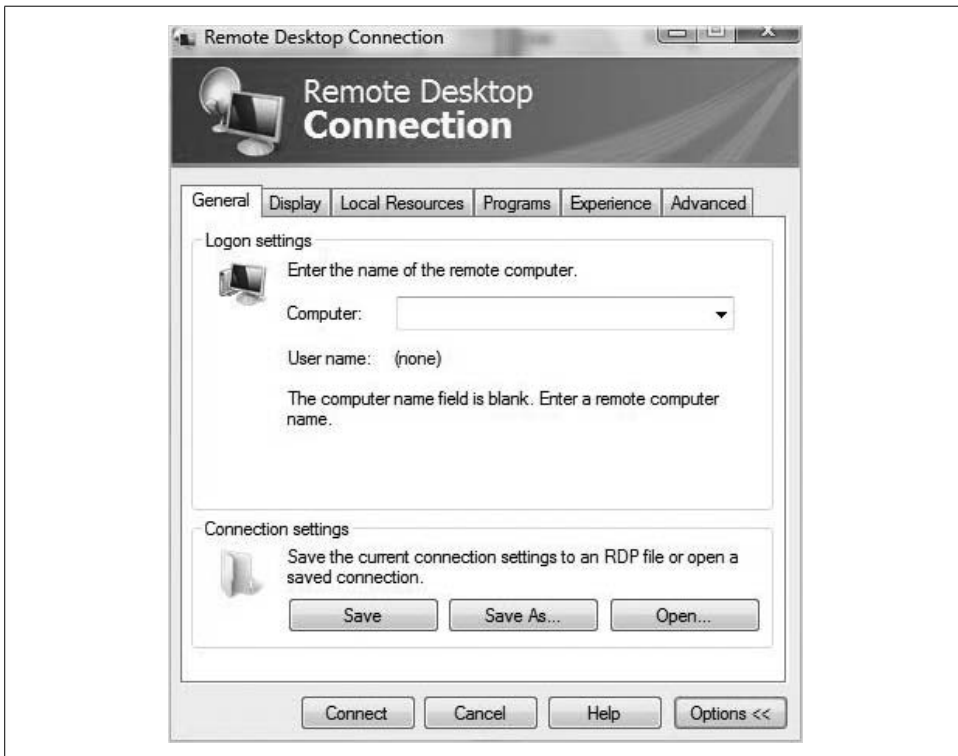 Remote Desktop Connection
Remote Desktop
Connection
General Display Local Resources Programs Experience Advanced
Logon settings
Enter the name of the remote computer.
Computer:
User name: (none)
The computer name field is blank. Enter a remote computer
name.
Connection settings
Save the current connection settings to an RDP file or open a
saved connection.
Save Save As... Open...
Connect Cancel Help Options <<